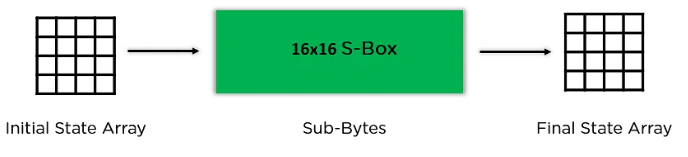 16x16 S-Box
Initial State Array
Sub-Bytes
Final State Array